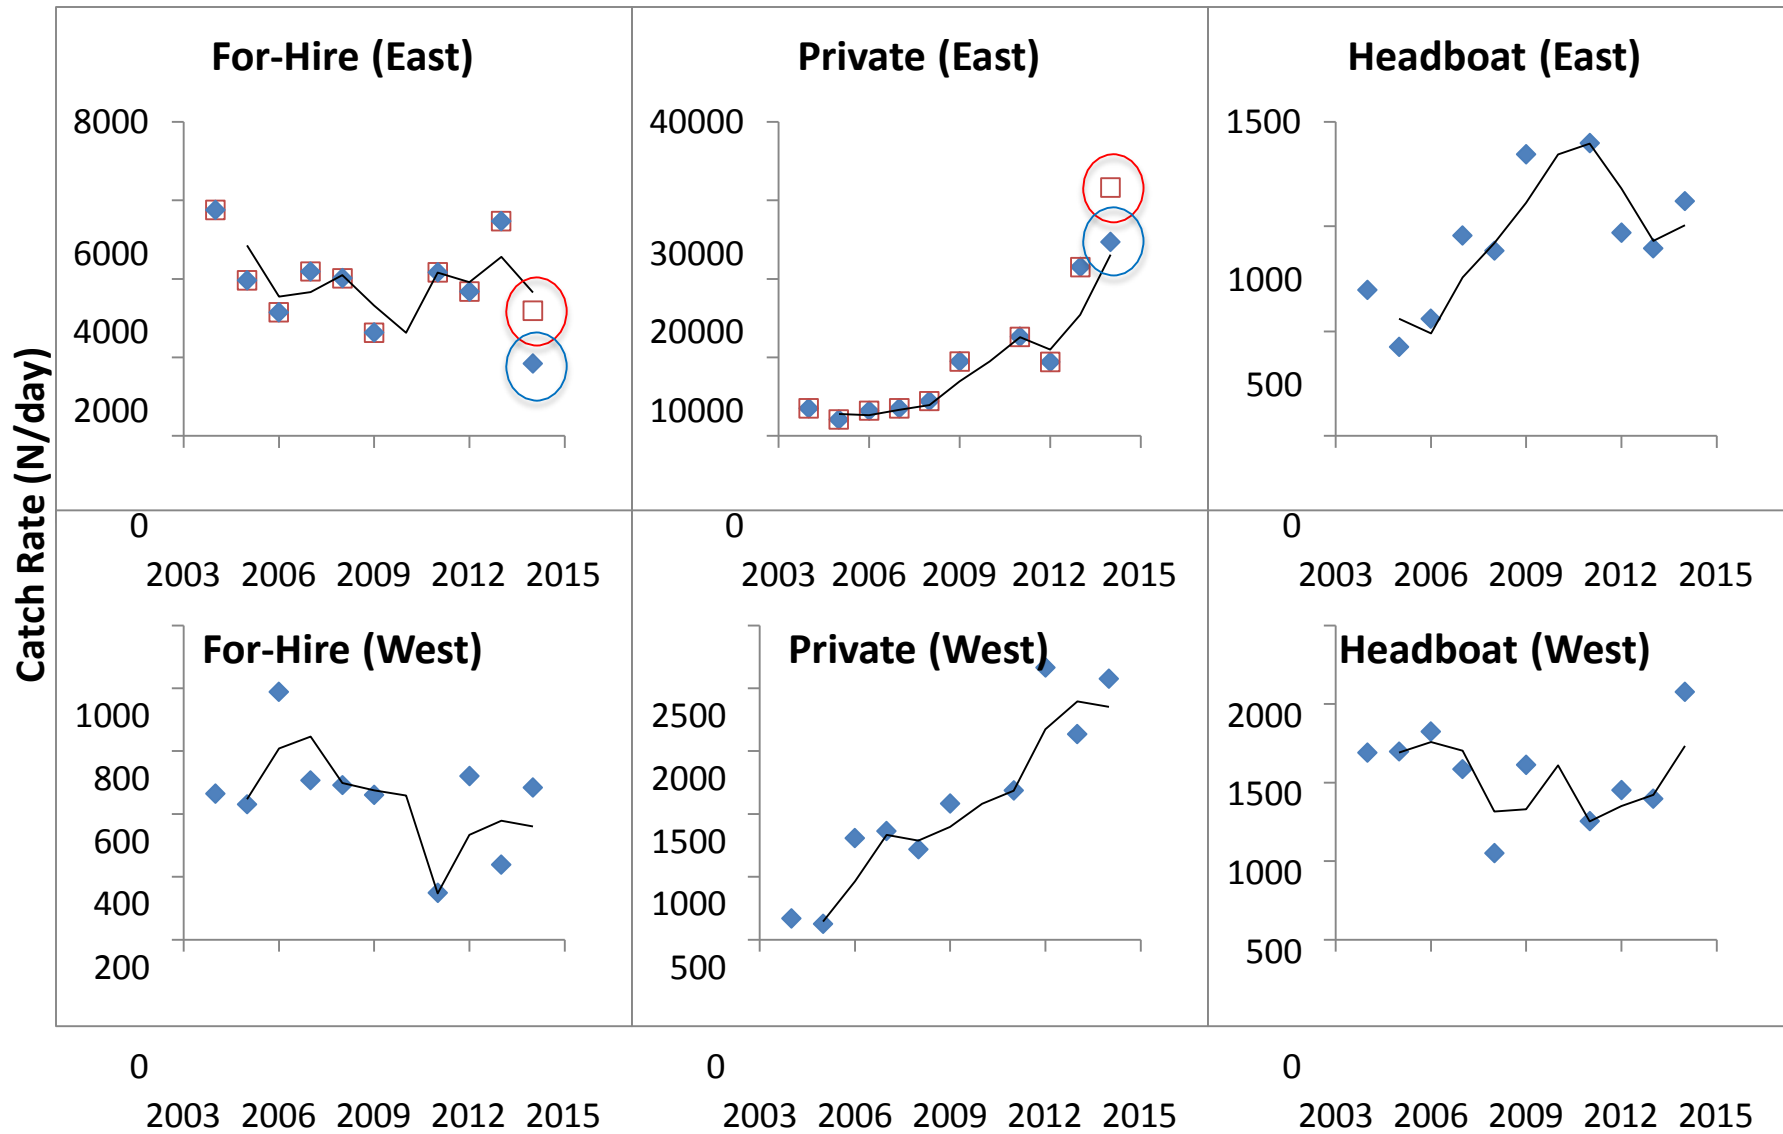 For-Hire (East)
Private (East)
Headboat (East)
8000
6000
4000
2000
0
40000
30000
20000
10000
0
1500
1000
500
0
Catch Rate (N/day)
2003 2006 2009 2012 2015
2003 2006 2009 2012 2015
2003 2006 2009 2012 2015
For-Hire (West)
Private (West)
Headboat (West)
1000
800
600
400
200
0
2500
2000
1500
1000
500
0
2000
1500
1000
500
0
2003 2006 2009 2012 2015
2003 2006 2009 2012 2015
2003 2006 2009 2012 2015